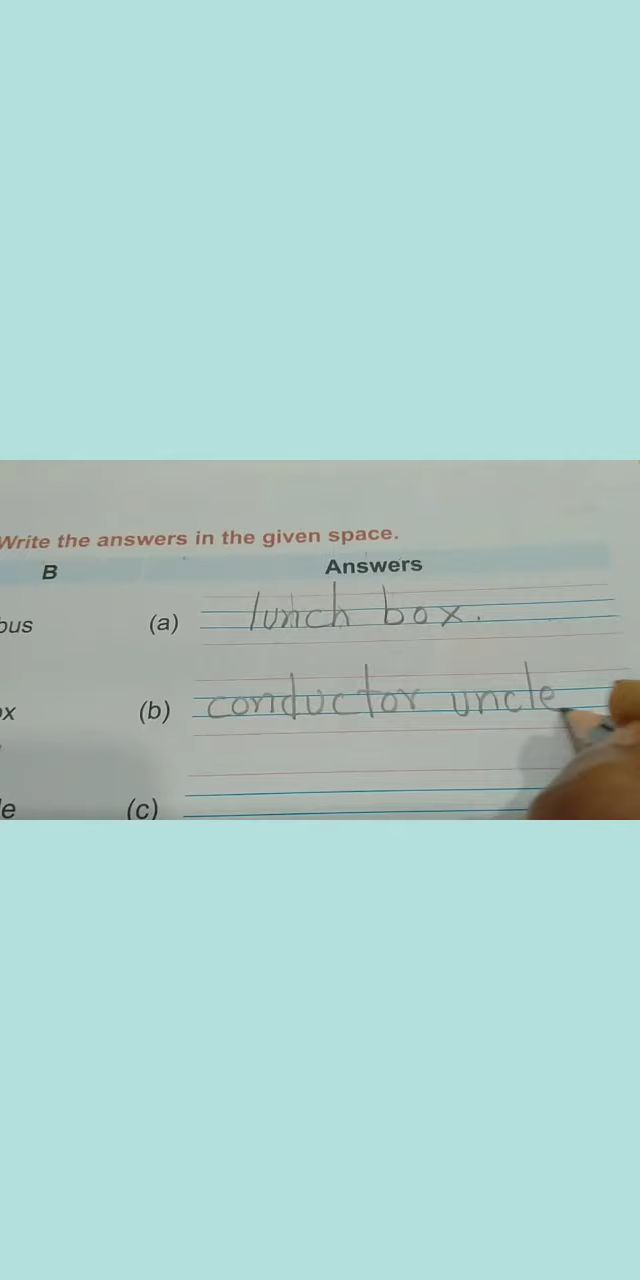 Write the answers in the given space.
B Answers
bus (a) lunch box.
x (b) conductor uncle
e (c)